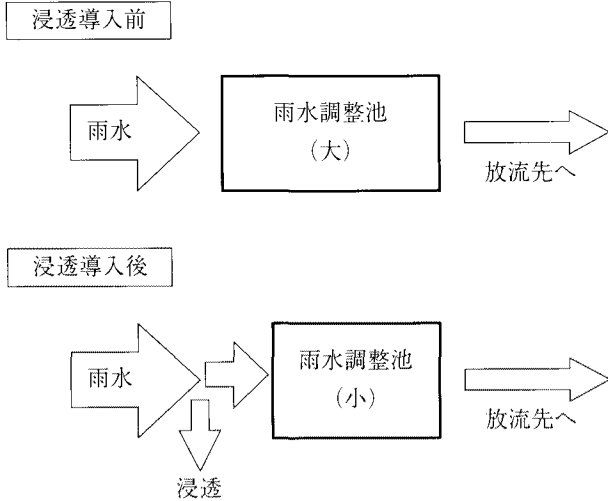 浸透導入前
雨水
雨水調整池
(大)
放流先へ
浸透導入後
雨水
雨水調整池
(小)
放流先へ
浸透